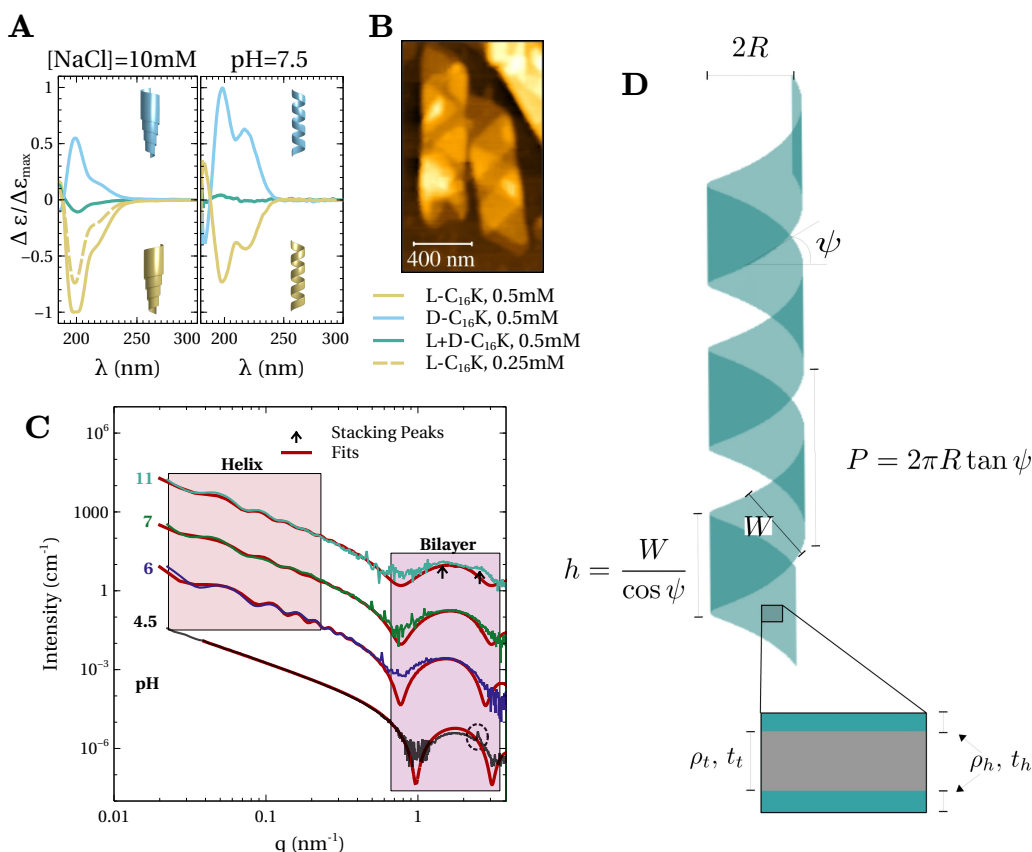 A
[NaCl]=10mM
pH=7.5
Δ ε/Δε_max
1
0.5
0
−0.5
−1
200
250
300
200
250
300
λ (nm)
λ (nm)
B
400 nm
L-C₁₆K, 0.5mM
D-C₁₆K, 0.5mM
L+D-C₁₆K, 0.5mM
L-C₁₆K, 0.25mM
C
Stacking Peaks
Fits
Helix
Bilayer
11
7
6
4.5
pH
Intensity (cm⁻¹)
10⁶
1000
1
10⁻³
10⁻⁶
0.01
0.1
1
q (nm⁻¹)
D
2R
ψ
P = 2πR tan ψ
W
h = W / cos ψ
ρ_t, t_t
ρ_h, t_h